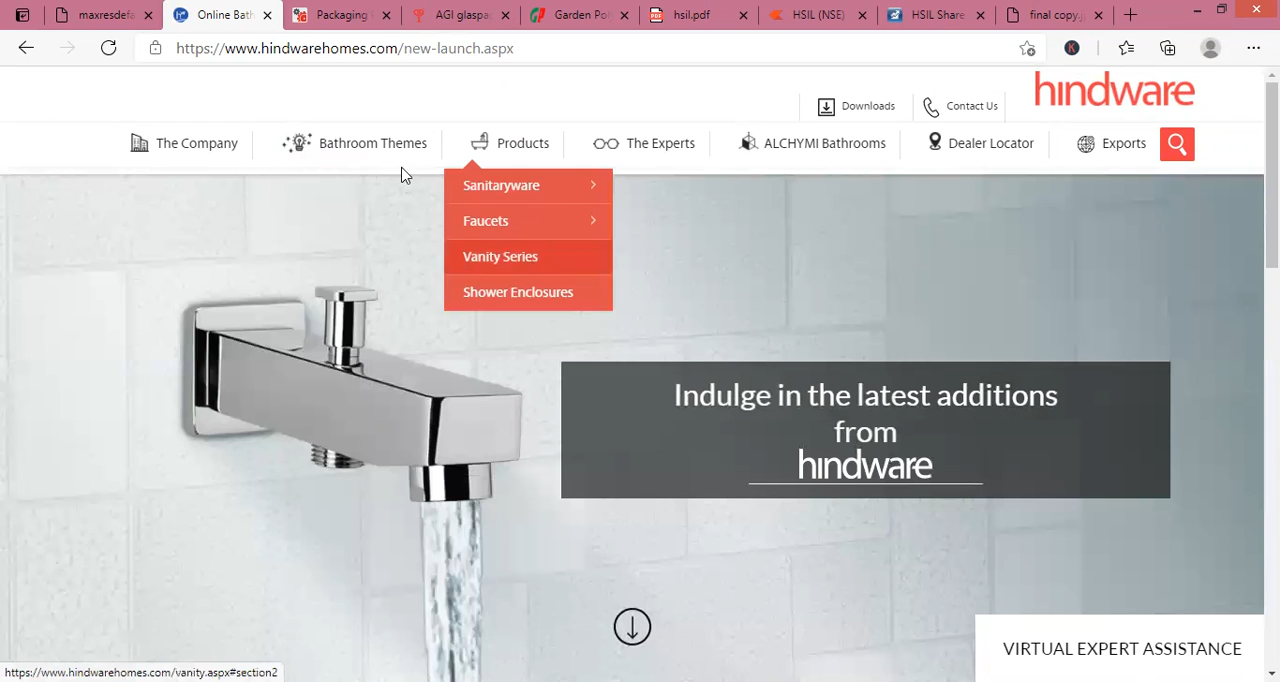 maxresdefa
Online Bath
Packaging
AGI glaspa
Garden Po
hsil.pdf
HSIL (NSE)
HSIL Share
final copy.j
https://www.hindwarehomes.com/new-launch.aspx
K
hindware
Downloads
Contact Us
The Company
Bathroom Themes
Products
The Experts
ALCHYMI Bathrooms
Dealer Locator
Exports
Sanitaryware
Faucets
Vanity Series
Shower Enclosures
Indulge in the latest additions
from
hindware
VIRTUAL EXPERT ASSISTANCE
https://www.hindwarehomes.com/vanity.aspx#section2